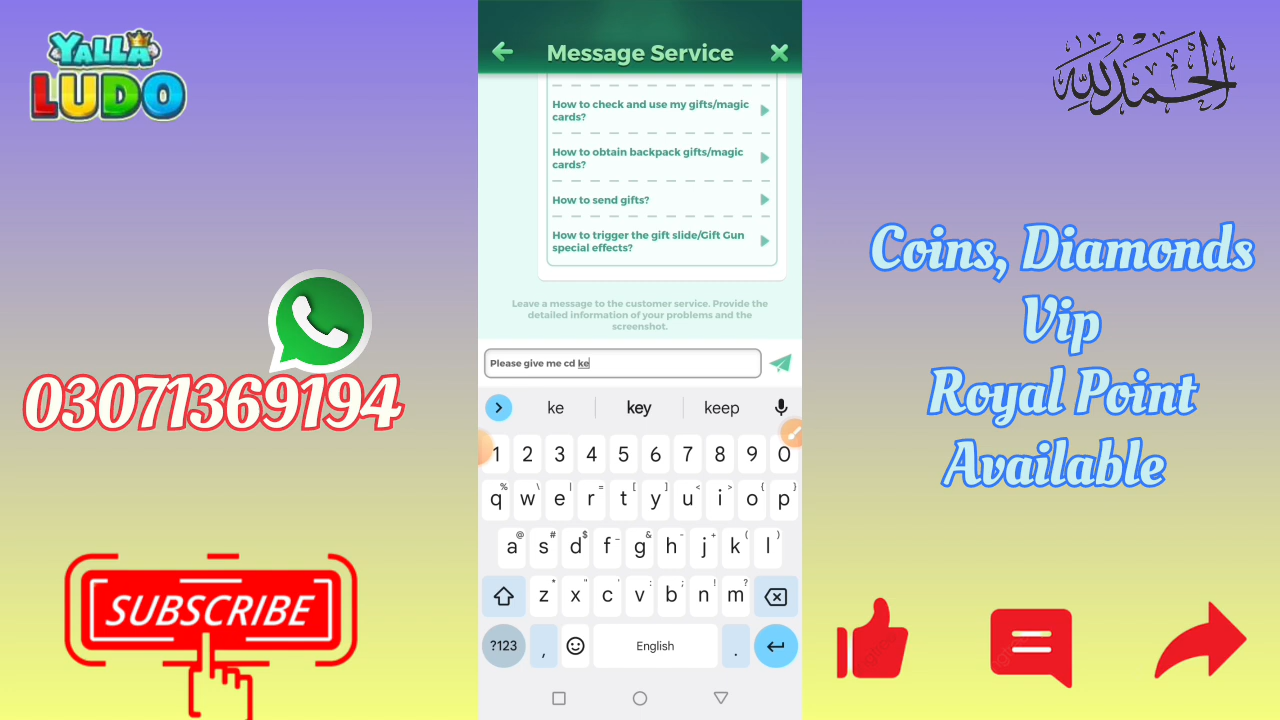 YALLA
LUDO
03071369194
SUBSCRIBE
Message Service
How to check and use my gifts/magic
cards?
How to obtain backpack gifts/magic
cards?
How to send gifts?
How to trigger the gift slide/Gift Gun
special effects?
Leave a message to the customer service. Provide the
detailed information of your problems and the
screenshot.
Please give me cd ke
ke key keep
1 2 3 4 5 6 7 8 9 0
q w e r t y u i o p
% \ | = [ ] < > { }
a s d f g h j k l
@ # $ _ & - + ( )
z x c v b n m
* " ' : ; ! ?
?123 , English .
الحمدلله
Coins, Diamonds
Vip
Royal Point
Available